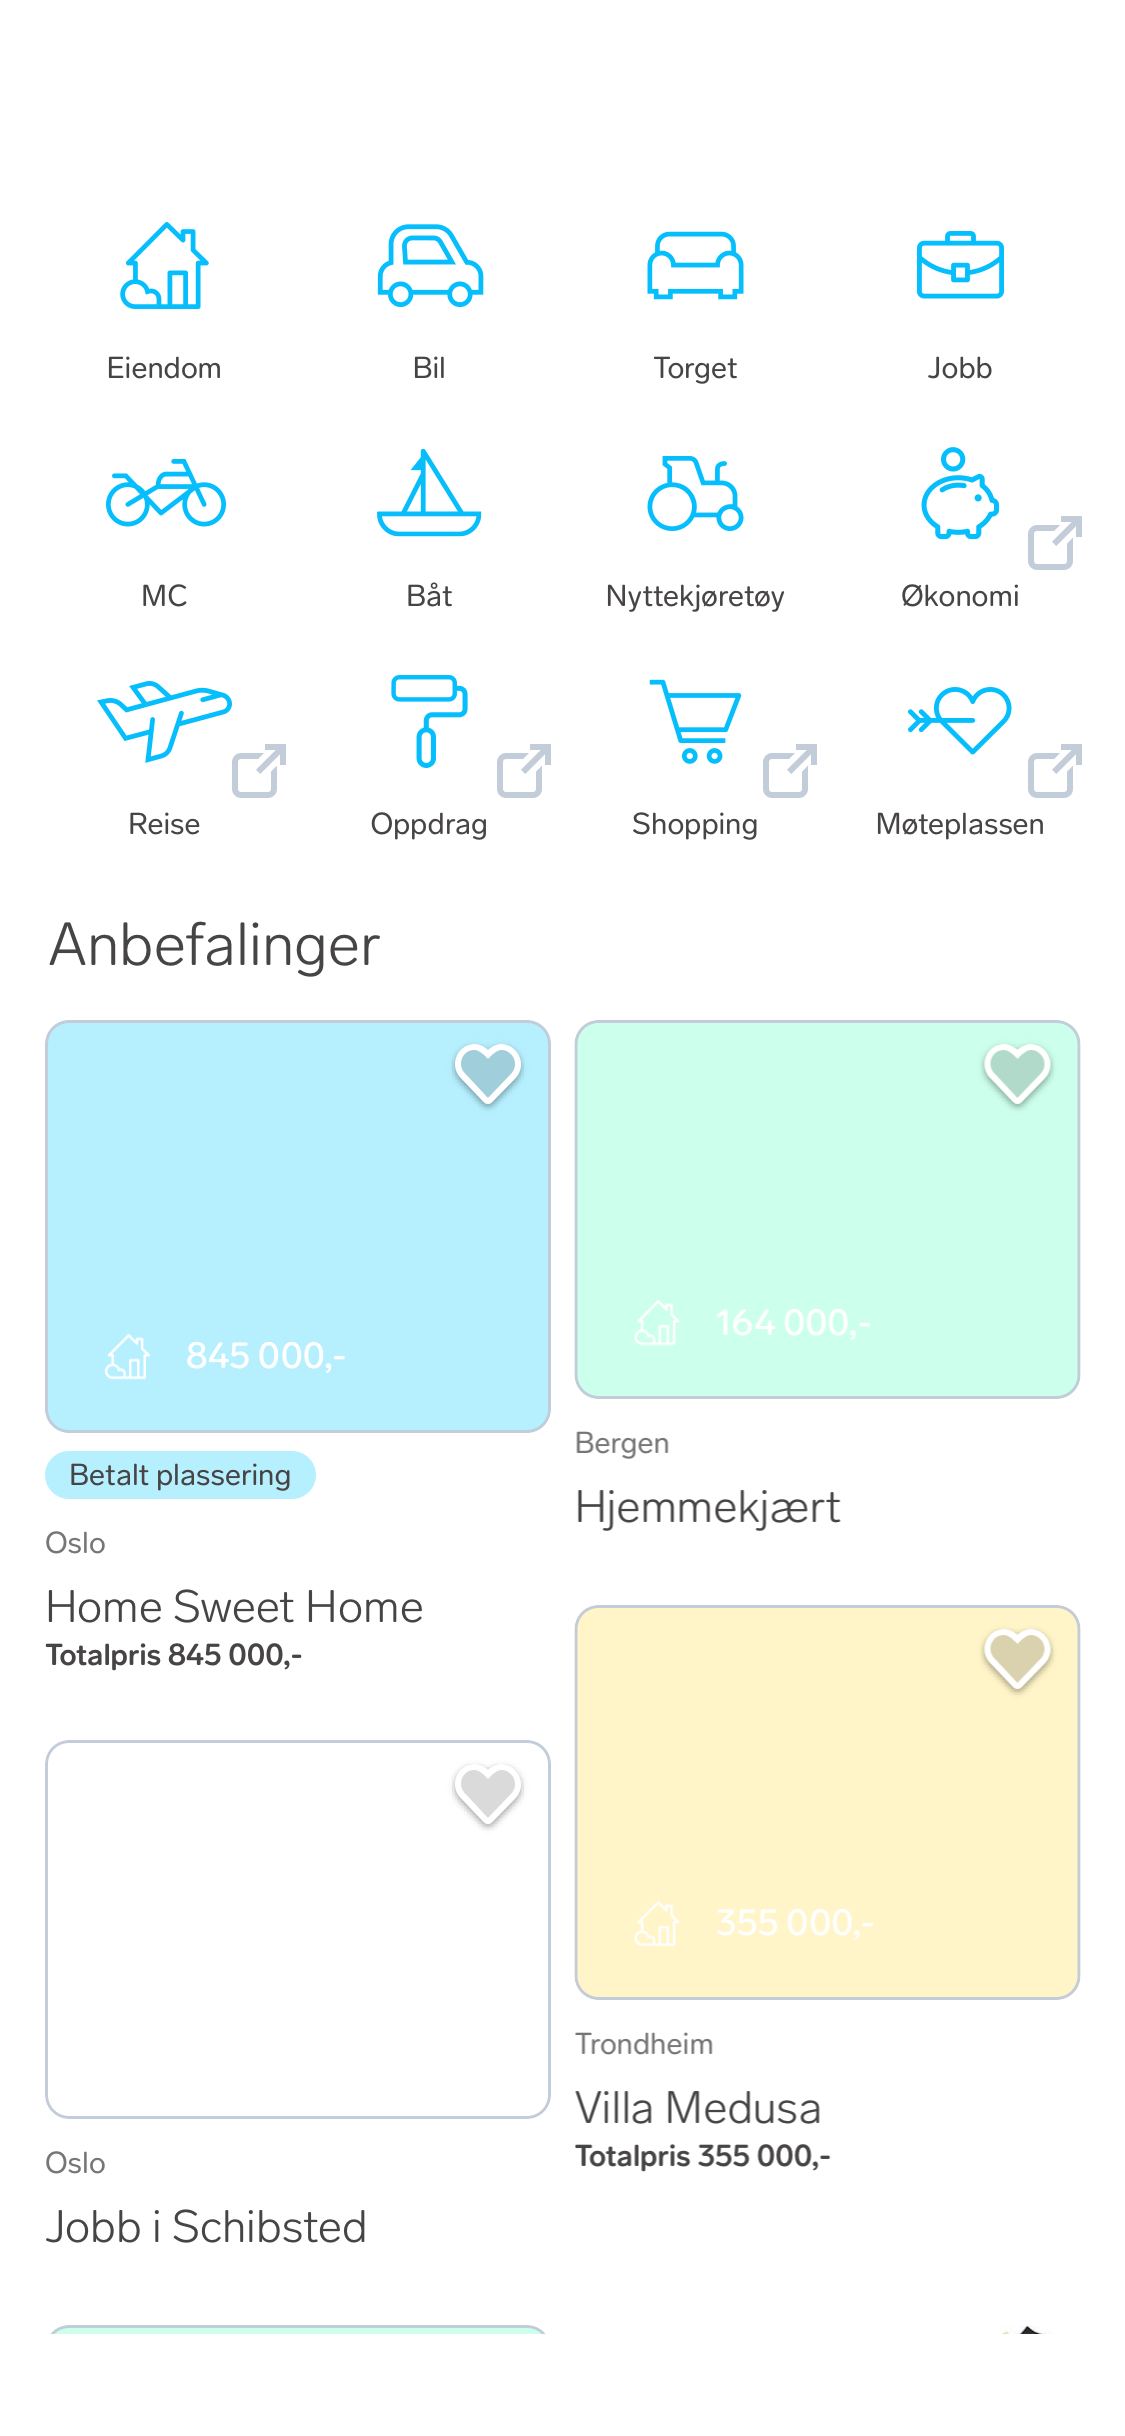 Eiendom
Bil
Torget
Jobb
MC
Båt
Nyttekjøretøy
Økonomi
Reise
Oppdrag
Shopping
Møteplassen
Anbefalinger
845 000,-
Betalt plassering
Oslo
Home Sweet Home
Totalpris 845 000,-
164 000,-
Bergen
Hjemmekjært
355 000,-
Trondheim
Villa Medusa
Totalpris 355 000,-
Oslo
Jobb i Schibsted